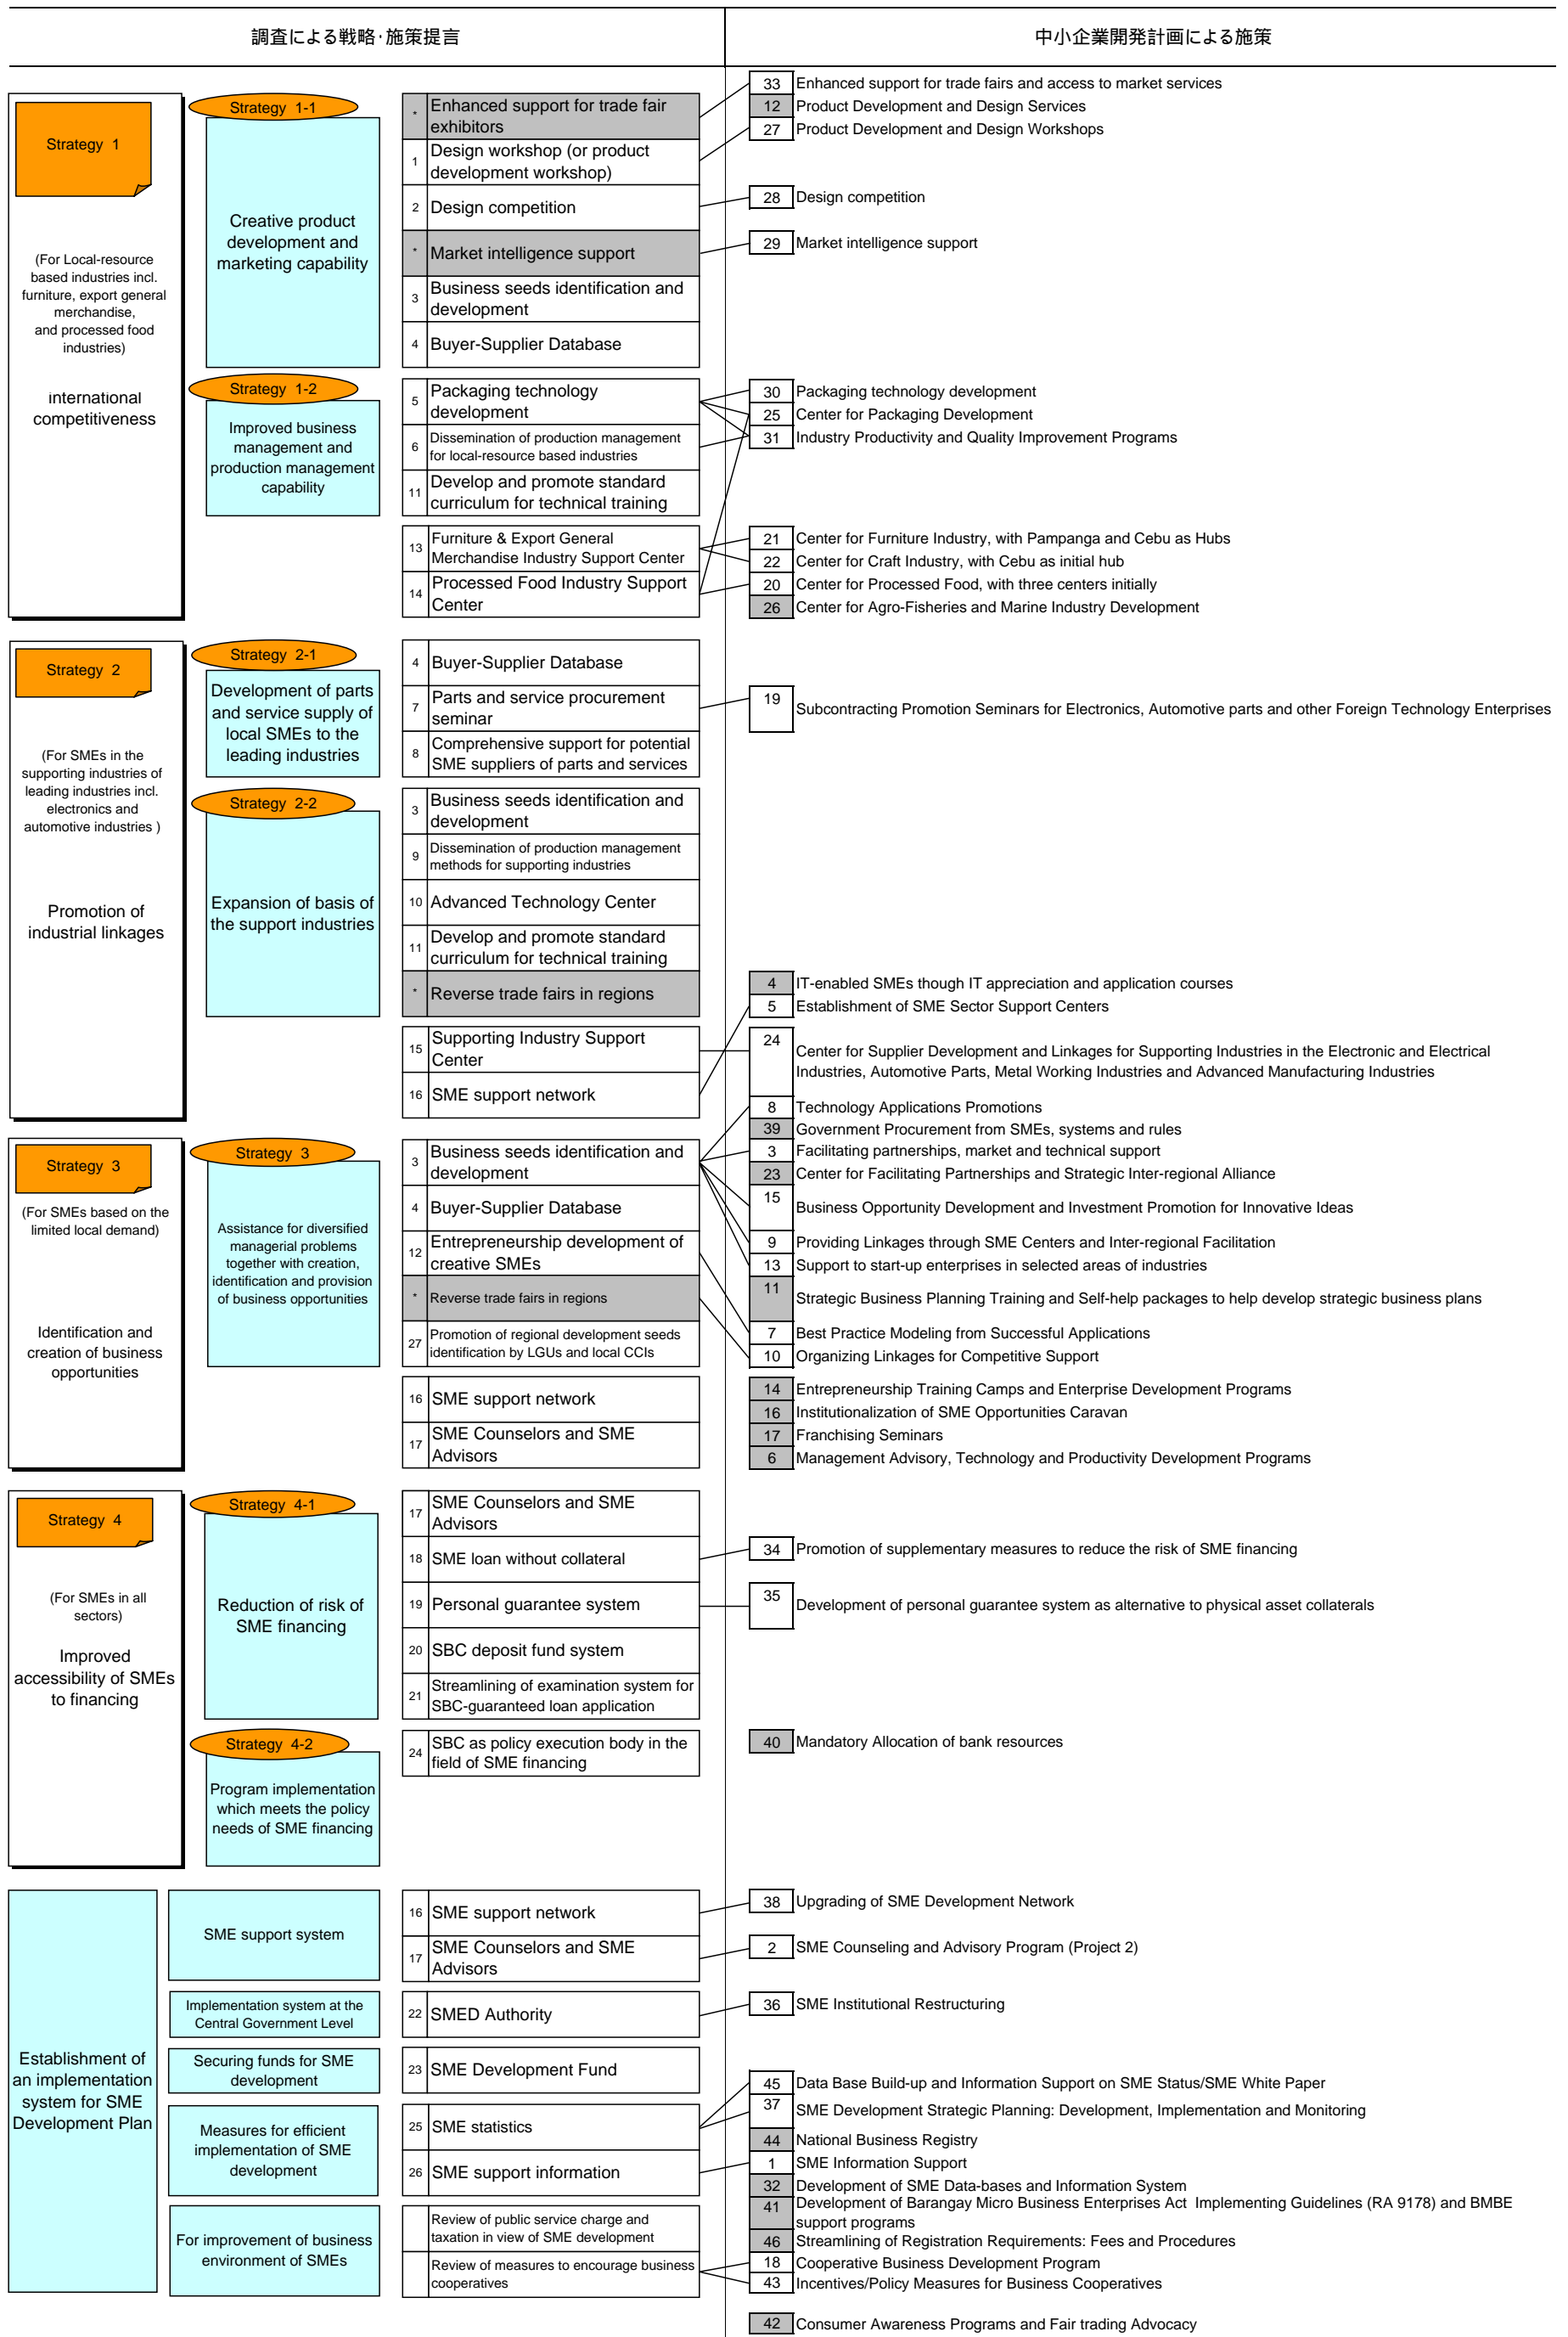 調査による戦略・施策提言
中小企業開発計画による施策
Strategy 1
(For Local-resource
based industries incl.
furniture, export general
merchandise,
and processed food
industries)
international
competitiveness
Strategy 1-1
Creative product
development and
marketing capability
* Enhanced support for trade fair
exhibitors
1 Design workshop (or product
development workshop)
2 Design competition
* Market intelligence support
3 Business seeds identification and
development
4 Buyer-Supplier Database
33 Enhanced support for trade fairs and access to market services
12 Product Development and Design Services
27 Product Development and Design Workshops
28 Design competition
29 Market intelligence support
Strategy 1-2
Improved business
management and
production management
capability
5 Packaging technology
development
6 Dissemination of production management
for local-resource based industries
11 Develop and promote standard
curriculum for technical training
13 Furniture & Export General
Merchandise Industry Support Center
14 Processed Food Industry Support
Center
30 Packaging technology development
25 Center for Packaging Development
31 Industry Productivity and Quality Improvement Programs
21 Center for Furniture Industry, with Pampanga and Cebu as Hubs
22 Center for Craft Industry, with Cebu as initial hub
20 Center for Processed Food, with three centers initially
26 Center for Agro-Fisheries and Marine Industry Development
Strategy 2
(For SMEs in the
supporting industries of
leading industries incl.
electronics and
automotive industries )
Promotion of
industrial linkages
Strategy 2-1
Development of parts
and service supply of
local SMEs to the
leading industries
4 Buyer-Supplier Database
7 Parts and service procurement
seminar
8 Comprehensive support for potential
SME suppliers of parts and services
19 Subcontracting Promotion Seminars for Electronics, Automotive parts and other Foreign Technology Enterprises
Strategy 2-2
Expansion of basis of
the support industries
3 Business seeds identification and
development
9 Dissemination of production management
methods for supporting industries
10 Advanced Technology Center
11 Develop and promote standard
curriculum for technical training
* Reverse trade fairs in regions
15 Supporting Industry Support
Center
16 SME support network
4 IT-enabled SMEs though IT appreciation and application courses
5 Establishment of SME Sector Support Centers
24 Center for Supplier Development and Linkages for Supporting Industries in the Electronic and Electrical
Industries, Automotive Parts, Metal Working Industries and Advanced Manufacturing Industries
Strategy 3
(For SMEs based on the
limited local demand)
Identification and
creation of business
opportunities
Strategy 3
Assistance for diversified
managerial problems
together with creation,
identification and provision
of business opportunities
3 Business seeds identification and
development
4 Buyer-Supplier Database
12 Entrepreneurship development of
creative SMEs
* Reverse trade fairs in regions
27 Promotion of regional development seeds
identification by LGUs and local CCIs
16 SME support network
17 SME Counselors and SME
Advisors
8 Technology Applications Promotions
39 Government Procurement from SMEs, systems and rules
3 Facilitating partnerships, market and technical support
23 Center for Facilitating Partnerships and Strategic Inter-regional Alliance
15 Business Opportunity Development and Investment Promotion for Innovative Ideas
9 Providing Linkages through SME Centers and Inter-regional Facilitation
13 Support to start-up enterprises in selected areas of industries
11 Strategic Business Planning Training and Self-help packages to help develop strategic business plans
7 Best Practice Modeling from Successful Applications
10 Organizing Linkages for Competitive Support
14 Entrepreneurship Training Camps and Enterprise Development Programs
16 Institutionalization of SME Opportunities Caravan
17 Franchising Seminars
6 Management Advisory, Technology and Productivity Development Programs
Strategy 4
(For SMEs in all
sectors)
Improved
accessibility of SMEs
to financing
Strategy 4-1
Reduction of risk of
SME financing
17 SME Counselors and SME
Advisors
18 SME loan without collateral
19 Personal guarantee system
20 SBC deposit fund system
21 Streamlining of examination system for
SBC-guaranteed loan application
34 Promotion of supplementary measures to reduce the risk of SME financing
35 Development of personal guarantee system as alternative to physical asset collaterals
Strategy 4-2
Program implementation
which meets the policy
needs of SME financing
24 SBC as policy execution body in the
field of SME financing
40 Mandatory Allocation of bank resources
Establishment of
an implementation
system for SME
Development Plan
SME support system
16 SME support network
17 SME Counselors and SME
Advisors
38 Upgrading of SME Development Network
2 SME Counseling and Advisory Program (Project 2)
Implementation system at the
Central Government Level
22 SMED Authority
36 SME Institutional Restructuring
Securing funds for SME
development
23 SME Development Fund
Measures for efficient
implementation of SME
development
25 SME statistics
26 SME support information
45 Data Base Build-up and Information Support on SME Status/SME White Paper
37 SME Development Strategic Planning: Development, Implementation and Monitoring
44 National Business Registry
1 SME Information Support
32 Development of SME Data-bases and Information System
41 Development of Barangay Micro Business Enterprises Act Implementing Guidelines (RA 9178) and BMBE
support programs
For improvement of business
environment of SMEs
Review of public service charge and
taxation in view of SME development
Review of measures to encourage business
cooperatives
46 Streamlining of Registration Requirements: Fees and Procedures
18 Cooperative Business Development Program
43 Incentives/Policy Measures for Business Cooperatives
42 Consumer Awareness Programs and Fair trading Advocacy